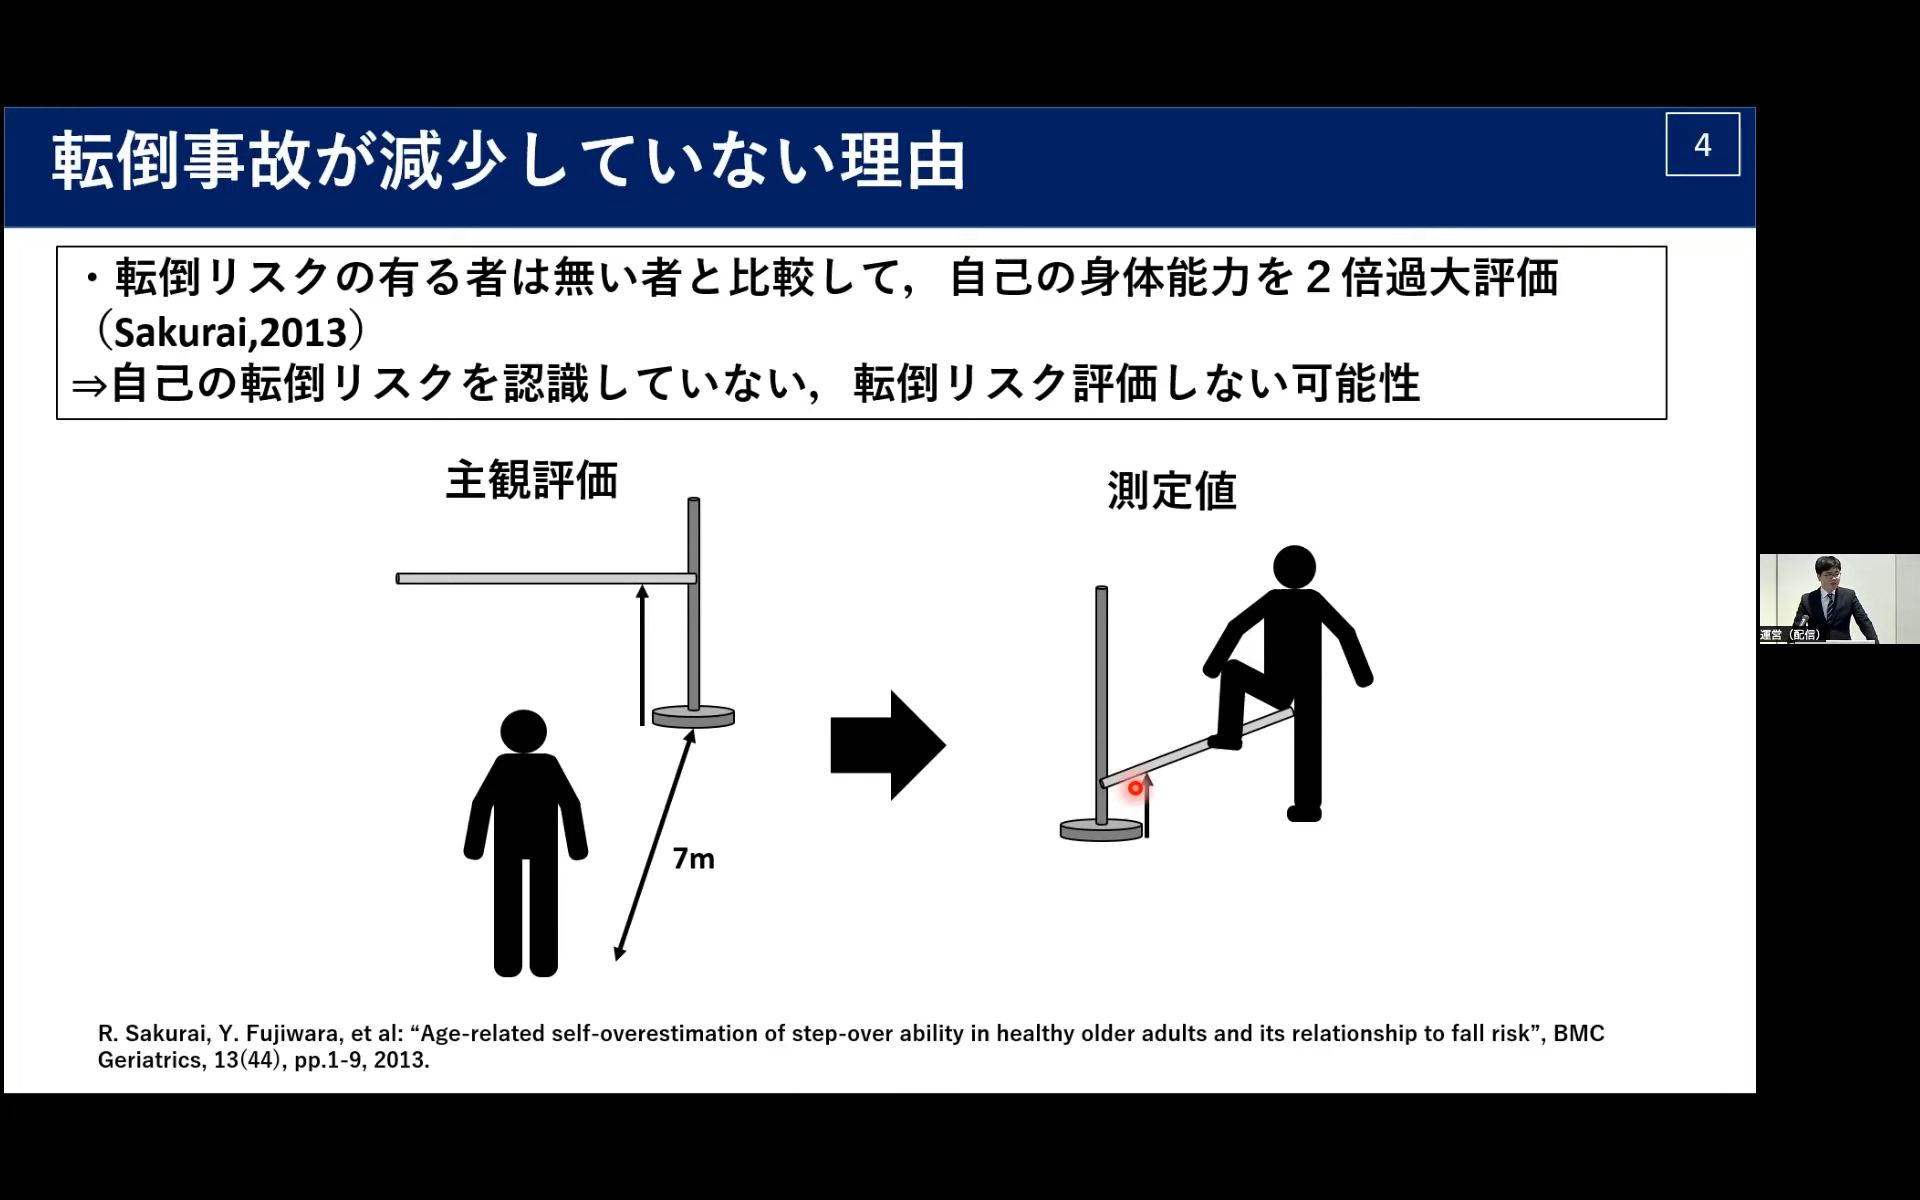 転倒事故が減少していない理由
4
・転倒リスクの有る者は無い者と比較して，自己の身体能力を２倍過大評価
（Sakurai,2013）
⇒自己の転倒リスクを認識していない，転倒リスク評価しない可能性
主観評価
測定値
7m
運営（配信）
R. Sakurai, Y. Fujiwara, et al: “Age-related self-overestimation of step-over ability in healthy older adults and its relationship to fall risk”, BMC
Geriatrics, 13(44), pp.1-9, 2013.